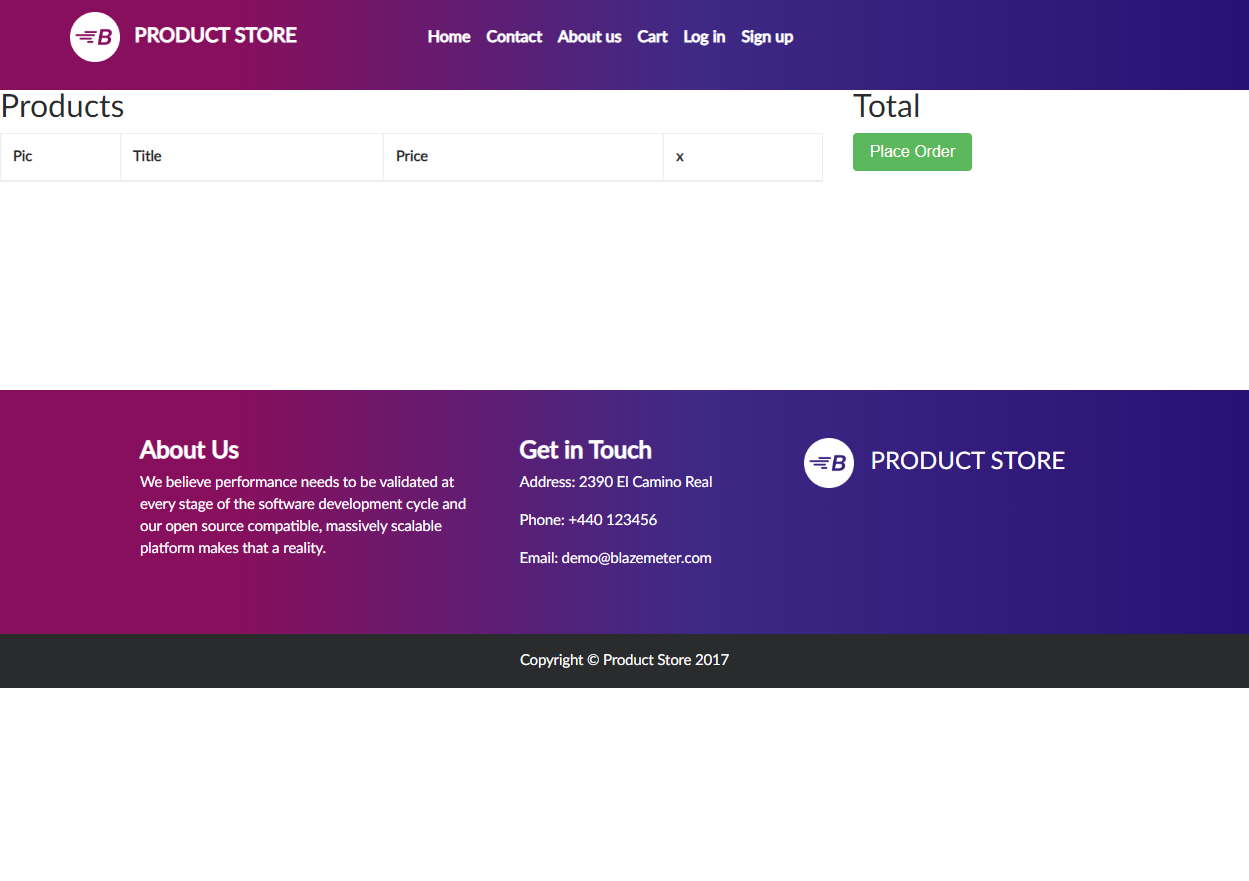 B PRODUCT STORE
Home Contact About us Cart Log in Sign up
Products
Pic Title Price x
Total
Place Order
About Us
We believe performance needs to be validated at
every stage of the software development cycle and
our open source compatible, massively scalable
platform makes that a reality.
Get in Touch
Address: 2390 El Camino Real
Phone: +440 123456
Email: demo@blazemeter.com
B PRODUCT STORE
Copyright © Product Store 2017